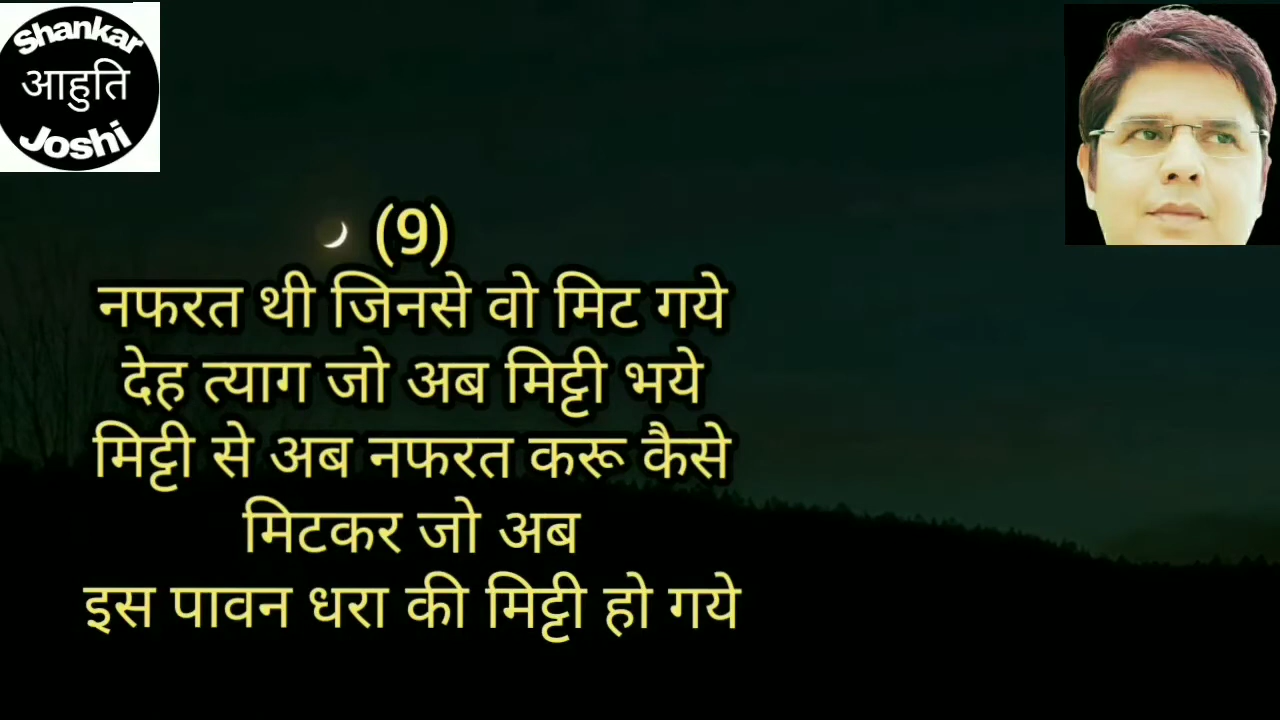 Shankar
आहुति
Joshi
(9)
नफरत थी जिनसे वो मिट गये
देह त्याग जो अब मिट्टी भये
मिट्टी से अब नफरत करू कैसे
मिटकर जो अब
इस पावन धरा की मिट्टी हो गये